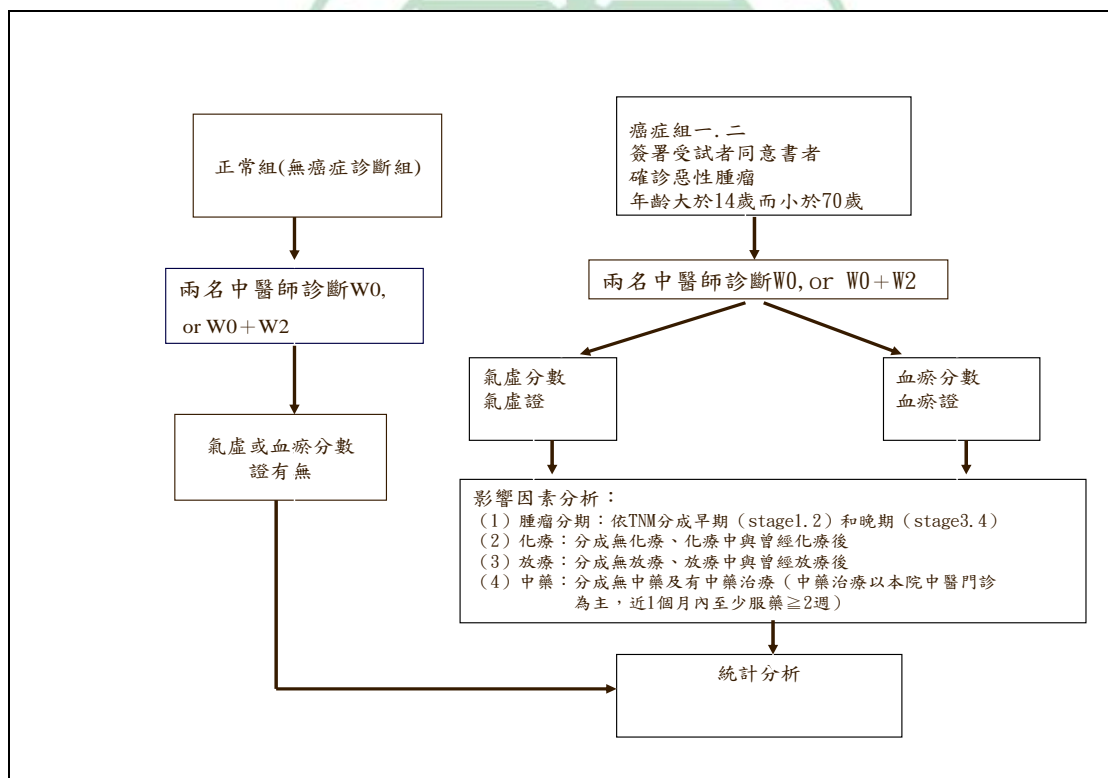 正常組(無癌症診斷組)
兩名中醫師診斷W0,
or W0＋W2
氣虛或血瘀分數
證有無
癌症組一.二
簽署受試者同意書者
確診惡性腫瘤
年齡大於14歲而小於70歲
兩名中醫師診斷W0, or W0＋W2
氣虛分數
氣虛證
血瘀分數
血瘀證
影響因素分析：
(1) 腫瘤分期：依TNM分成早期（stage1.2）和晚期（stage3.4）
(2) 化療：分成無化療、化療中與曾經化療後
(3) 放療：分成無放療、放療中與曾經放療後
(4) 中藥：分成無中藥及有中藥治療（中藥治療以本院中醫門診
為主，近1個月內至少服藥≧2週）
統計分析